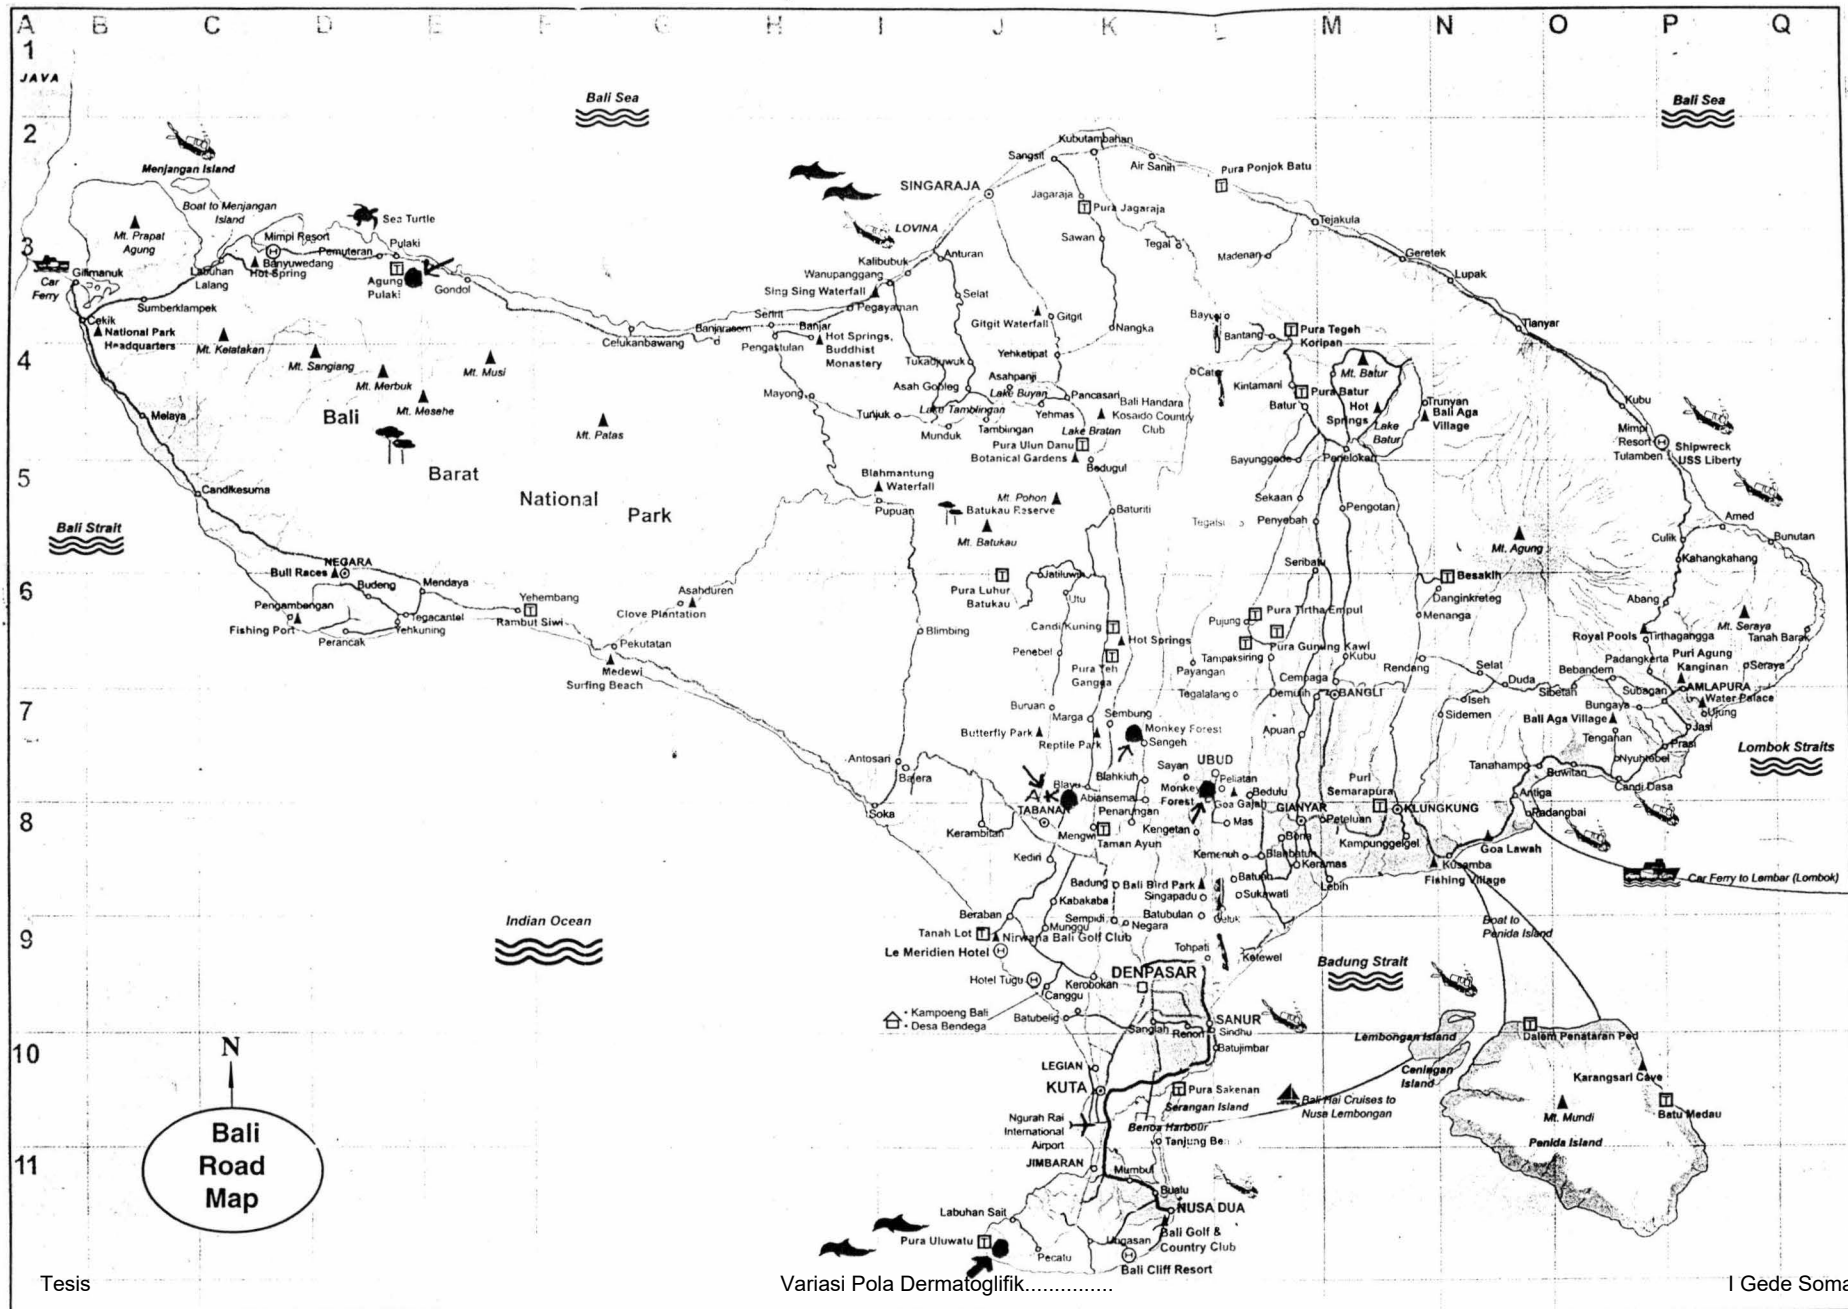 A B C D E F G H I J K L M N O P Q
1
JAVA
Bali Sea
Bali Sea
2
Menjangan Island
Boat to Menjangan
Island
Sea Turtle
Mt. Prapat
Agung
Mimpi Resort
Pemuteran
Pulaki
3
Gilimanuk
Car
Ferry
Labuhan
Lalang
Banyuwedang
Hot Spring
Agung
Pulaki
Gondol
Sumberklampek
Cekik
National Park
Headquarters
Mt. Kelatakan
Mt. Sangiang
Mt. Merbuk
Mt. Mesehe
Mt. Musi
Mt. Patas
Celukanbawang
Banjarasem
Seririt
Pengastulan
Banjar
Hot Springs,
Buddhist
Monastery
SINGARAJA
LOVINA
Kalibubuk
Anturan
Wanupanggang
Sing Sing Waterfall
Pegayaman
Selat
Sangsit
Kubutambahan
Air Sanih
Jagaraja
Pura Jagaraja
Sawan
Pura Ponjok Batu
Tegal
Madenan
Tejakula
Geretek
Lupak
Tianyar
Gitgit Waterfall
Gitgit
Nangka
Bantang
Pura Tegeh
Koripan
4
Melaya
Bali
Barat
National
Park
Mayong
Tukadjuwuk
Asah Gobleg
Yehketipat
Asahpanji
Lake Buyan
Pancasari
Yehmas
Lake Tamblingan
Tamblingan
Tunjuk
Munduk
Bali Handara
Kosaido Country
Club
Lake Bratan
Pura Ulun Danu
Botanical Gardens
Bedugul
Kintamani
Pura Batur
Batur
Mt. Batur
Hot
Springs
Lake
Batur
Trunyan
Bali Aga
Village
Kubu
Mimpi
Resort
Tulamben
Shipwreck
USS Liberty
5
Candikesuma
Bali Strait
Blahmantung
Waterfall
Pupuan
Mt. Pohon
Batukau Reserve
Mt. Batukau
Baturiti
Bayunggede
Penelokan
Sekaan
Penyebah
Pengotan
Mt. Agung
Amed
Culik
Bunutan
Kahangkahang
6
NEGARA
Bull Races
Budeng
Mendaya
Pengambengan
Fishing Port
Perancak
Tegacantel
Yehkuning
Yehembang
Rambut Siwi
Asahduren
Clove Plantation
Pekutatan
Medewi
Surfing Beach
Blimbing
Pura Luhur
Batukau
Jatiluwih
Utu
Candi Kuning
Hot Springs
Penebel
Pura Yeh
Gangga
Seribatu
Pura Tirtha Empul
Pujung
Tampaksiring
Pura Gunung Kawi
Kubu
Payangan
Besakih
Danginkreteg
Menanga
Rendang
Selat
Abang
Mt. Seraya
Royal Pools
Tirthagangga
Tanah Barak
Puri Agung
Kanginan
Padangkerta
Seraya
Bebandem
7
Buruan
Marga
Sembung
Butterfly Park
Reptile Park
Monkey Forest
Sengeh
Tegalalang
Demulih
Cempaga
BANGLI
Apuan
Iseh
Sidemen
Duda
Sibetan
Subagan
AMLAPURA
Water Palace
Ujung
Bungaya
Bali Aga Village
Tenganan
Jasi
Prasi
Nyuhtebel
Buwitan
Tanahampo
Candi Dasa
Lombok Straits
Antosari
Bajera
Soka
Blayu
Blahkiuh
Sayan
UBUD
Peliatan
Monkey
Forest
Bedulu
Goa Gajah
Puri
Semarapura
8
TABANAN
Abiansemal
Penarungan
Mengwi
Taman Ayuh
Kerambitan
Kediri
Kengetan
Mas
GIANYAR
Peteluan
KLUNGKUNG
Bona
Kampunggelgel
Antiga
Padangbai
Goa Lawah
Kusamba
Fishing Village
Kemenuh
Blahbatuh
Keramas
Lebih
Car Ferry to Lembar (Lombok)
Badung
Bali Bird Park
Singapadu
Sukawati
Kabakaba
9
Indian Ocean
Beraban
Tanah Lot
Munggu
Nirwana Bali Golf Club
Le Meridien Hotel
Sempidi
Negara
Batubulan
Tohpati
Ketewel
Badung Strait
Boat to
Penida Island
Hotel Tugu
Canggu
Kerobokan
DENPASAR
Kampoeng Bali
Desa Bendega
Batubelig
Sanglah
Renon
SANUR
Sindhu
Batujimbar
10
N
LEGIAN
KUTA
Pura Sakenan
Serangan Island
Lembongan Island
Ceningan
Island
Dalem Penataran Ped
Karangsari Cave
Batu Medau
Mt. Mundi
Penida Island
Bali Hai Cruises to
Nusa Lembongan
Ngurah Rai
International
Airport
Benoa Harbour
11
Bali
Road
Map
JIMBARAN
Mumbul
Bualu
NUSA DUA
Labuhan Sait
Pura Uluwatu
Pecatu
Ungasan
Bali Golf &
Country Club
Bali Cliff Resort
Tesis
Variasi Pola Dermatoglifik...............
I Gede Soma